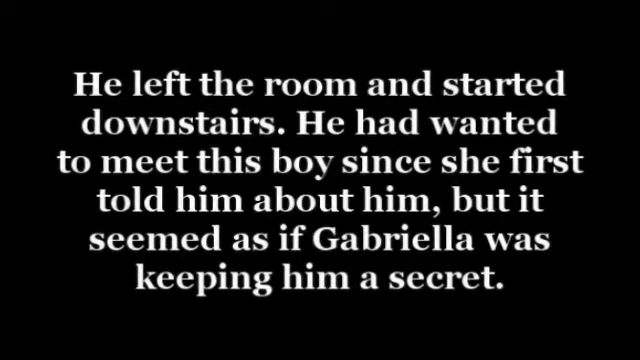 He left the room and started
downstairs. He had wanted
to meet this boy since she first
told him about him, but it
seemed as if Gabriella was
keeping him a secret.